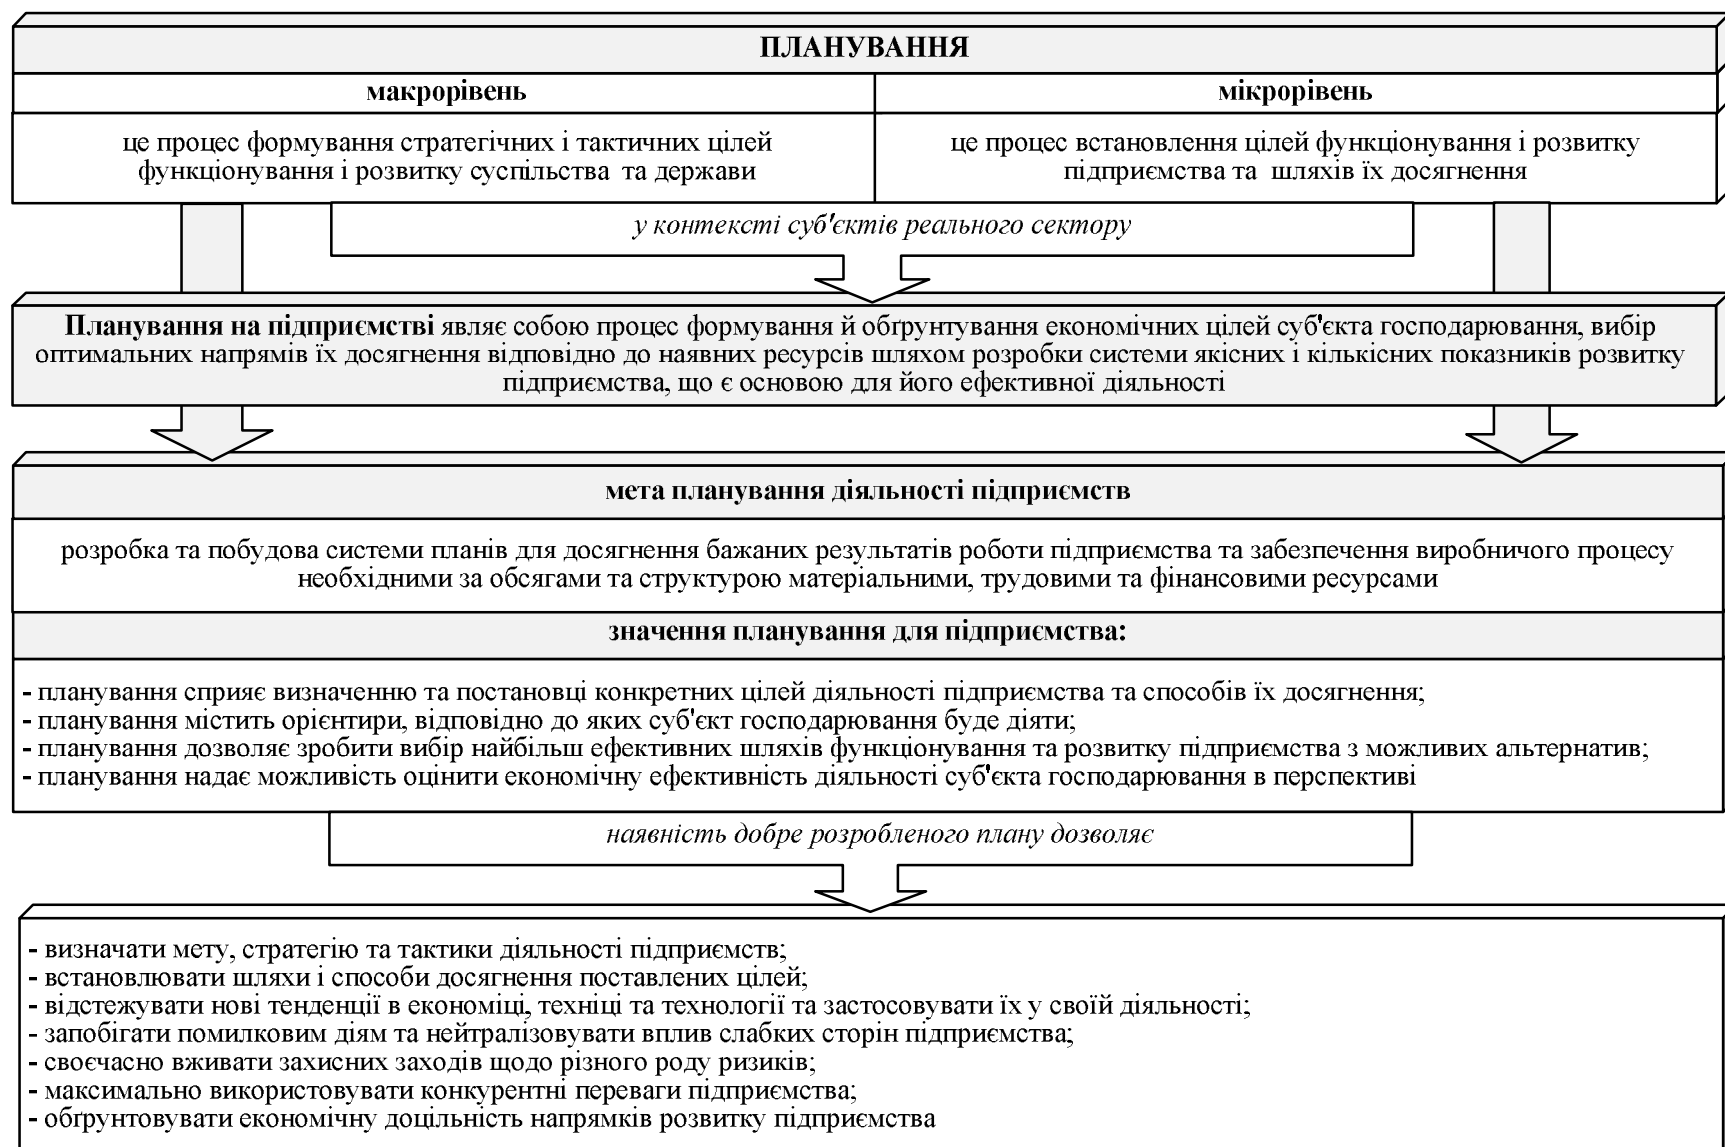 ПЛАНУВАННЯ
макрорівень
мікрорівень
це процес формування стратегічних і тактичних цілей
функціонування і розвитку суспільства та держави
це процес встановлення цілей функціонування і розвитку
підприємства та шляхів їх досягнення
у контексті суб'єктів реального сектору
Планування на підприємстві являє собою процес формування й обґрунтування економічних цілей суб'єкта господарювання, вибір
оптимальних напрямів їх досягнення відповідно до наявних ресурсів шляхом розробки системи якісних і кількісних показників розвитку
підприємства, що є основою для його ефективної діяльності
мета планування діяльності підприємств
розробка та побудова системи планів для досягнення бажаних результатів роботи підприємства та забезпечення виробничого процесу
необхідними за обсягами та структурою матеріальними, трудовими та фінансовими ресурсами
значення планування для підприємства:
- планування сприяє визначенню та постановці конкретних цілей діяльності підприємства та способів їх досягнення;
- планування містить орієнтири, відповідно до яких суб'єкт господарювання буде діяти;
- планування дозволяє зробити вибір найбільш ефективних шляхів функціонування та розвитку підприємства з можливих альтернатив;
- планування надає можливість оцінити економічну ефективність діяльності суб'єкта господарювання в перспективі
наявність добре розробленого плану дозволяє
- визначати мету, стратегію та тактики діяльності підприємств;
- встановлювати шляхи і способи досягнення поставлених цілей;
- відстежувати нові тенденції в економіці, техніці та технології та застосовувати їх у своїй діяльності;
- запобігати помилковим діям та нейтралізовувати вплив слабких сторін підприємства;
- своєчасно вживати захисних заходів щодо різного роду ризиків;
- максимально використовувати конкурентні переваги підприємства;
- обґрунтовувати економічну доцільність напрямків розвитку підприємства